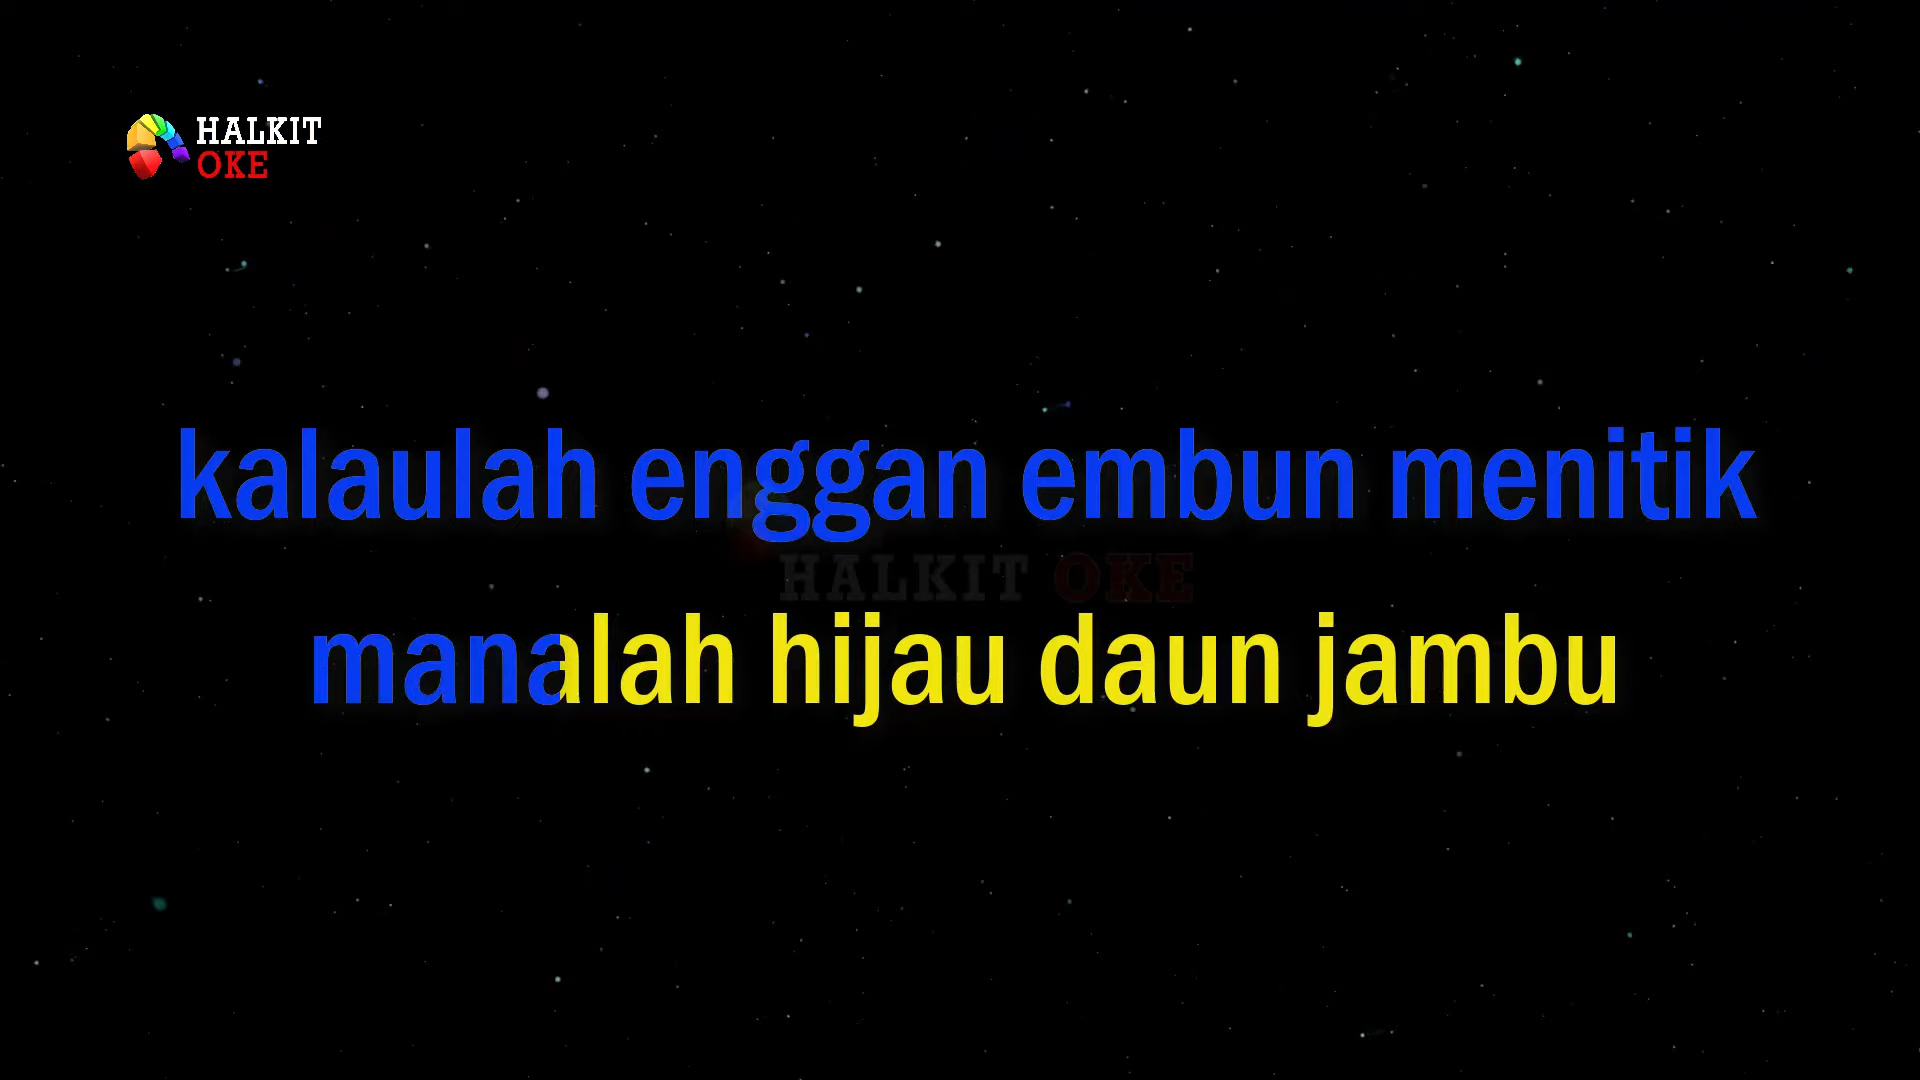 HALKIT
OKE
kalaulah enggan embun menitik
HALKIT OKE
manalah hijau daun jambu